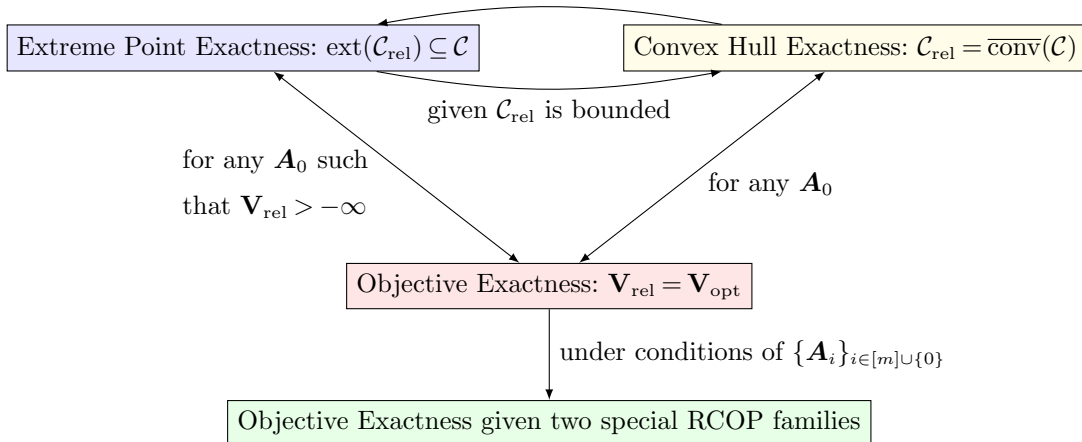 Extreme Point Exactness: ext(𝒞_rel) ⊆ 𝒞
Convex Hull Exactness: 𝒞_rel = \overline{conv}(𝒞)
given 𝒞_rel is bounded
for any 𝑨_0 such
that 𝐕_rel > −∞
for any 𝑨_0
Objective Exactness: 𝐕_rel = 𝐕_opt
under conditions of {𝑨_i}_{i∈[m]∪{0}}
Objective Exactness given two special RCOP families